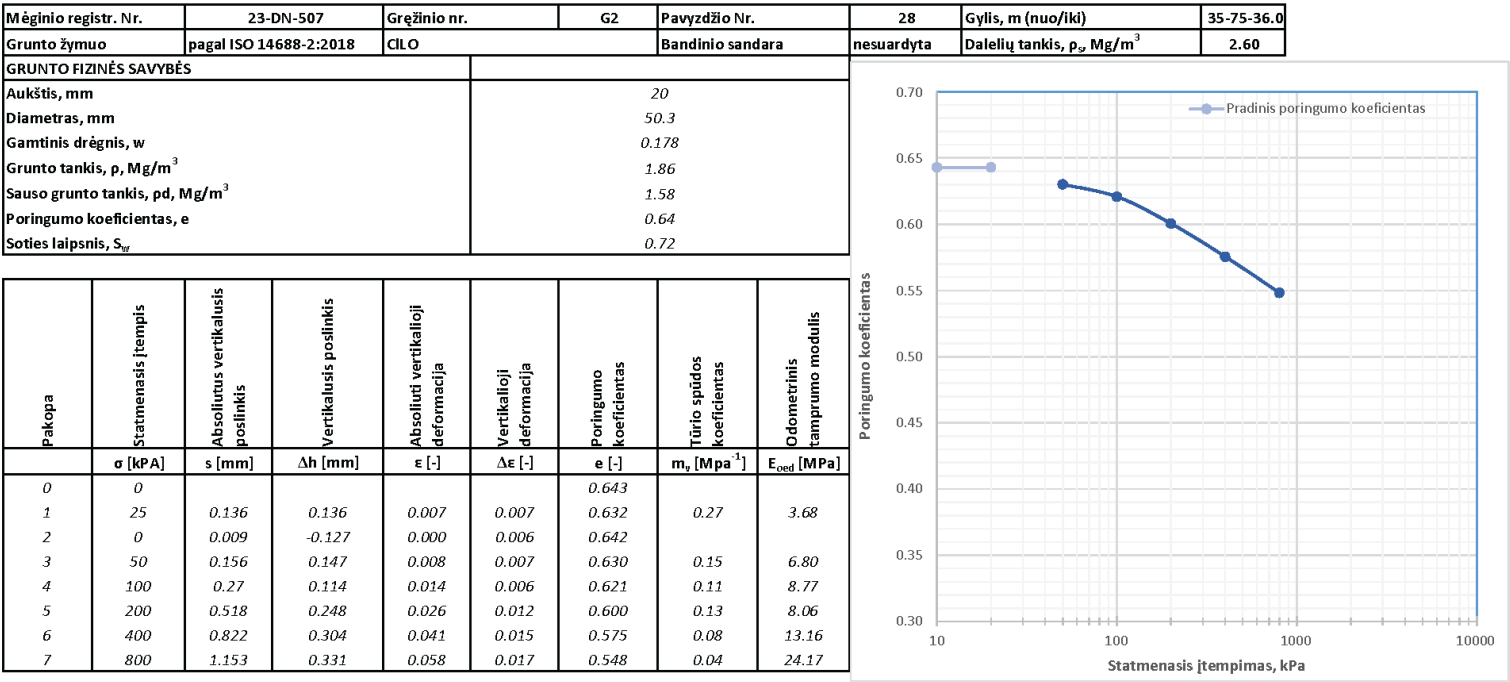 Mėginio registr. Nr. 23-DN-507 Gręžinio nr. G2 Pavyzdžio Nr. 28 Gylis, m (nuo/iki) 35-75-36.0
Grunto žymuo pagal ISO 14688-2:2018 ClLO Bandinio sandara nesuardyta Dalelių tankis, ρs, Mg/m³ 2.60
GRUNTO FIZINĖS SAVYBĖS
Aukštis, mm 20
Diametras, mm 50.3
Gamtinis drėgnis, w 0.178
Grunto tankis, ρ, Mg/m³ 1.86
Sauso grunto tankis, ρd, Mg/m³ 1.58
Poringumo koeficientas, e 0.64
Soties laipsnis, Sw 0.72
Pakopa
Statmenasis įtempis
Absoliutus vertikalusis poslinkis
Vertikalusis poslinkis
Absoliuti vertikalioji deformacija
Vertikalioji deformacija
Poringumo koeficientas
Tūrio spūdos koeficientas
Odometrinis tamprumo modulis
σ [kPA] s [mm] Δh [mm] ε [-] Δε [-] e [-] mv [Mpa⁻¹] Eoed [MPa]
0 0 0.643
1 25 0.136 0.136 0.007 0.007 0.632 0.27 3.68
2 0 0.009 -0.127 0.000 0.006 0.642
3 50 0.156 0.147 0.008 0.007 0.630 0.15 6.80
4 100 0.27 0.114 0.014 0.006 0.621 0.11 8.77
5 200 0.518 0.248 0.026 0.012 0.600 0.13 8.06
6 400 0.822 0.304 0.041 0.015 0.575 0.08 13.16
7 800 1.153 0.331 0.058 0.017 0.548 0.04 24.17
Pradinis poringumo koeficientas
Poringumo koeficientas
0.70
0.65
0.60
0.55
0.50
0.45
0.40
0.35
0.30
10 100 1000 10000
Statmenasis įtempimas, kPa